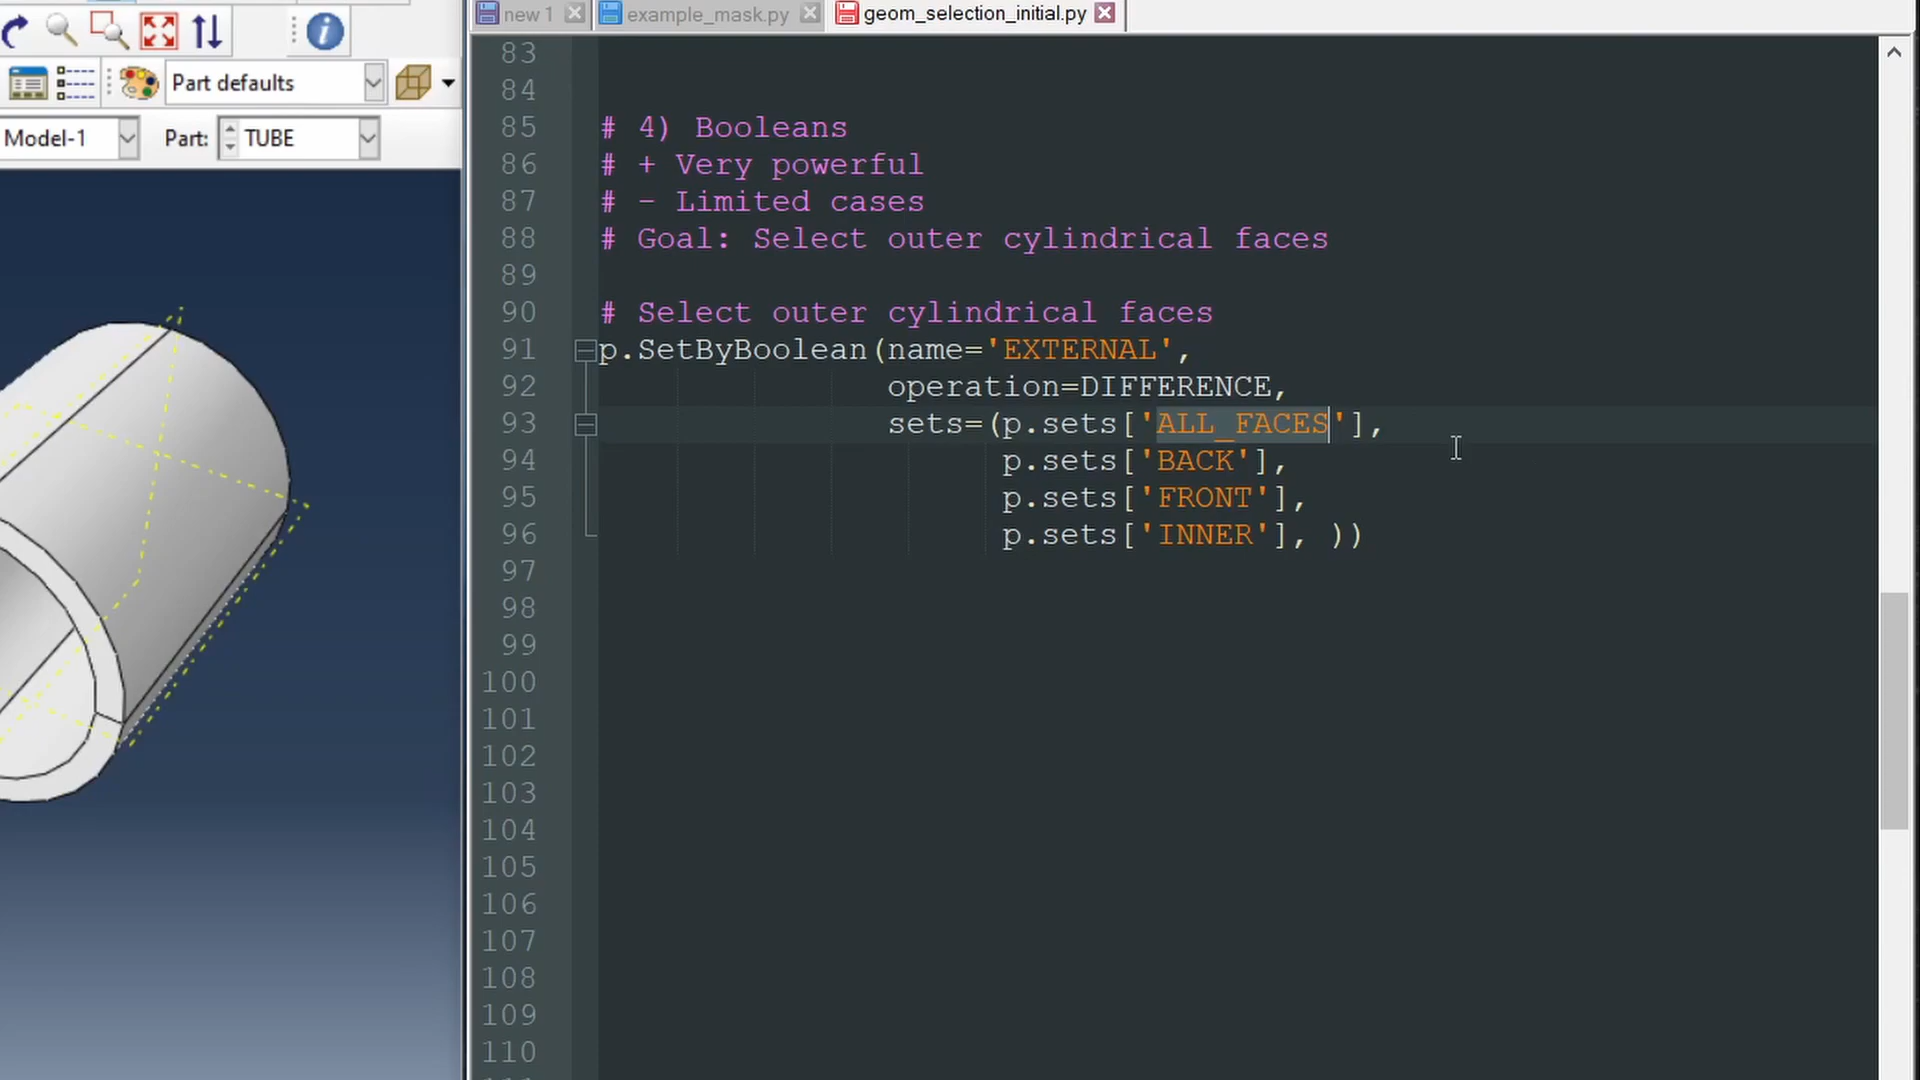 new 1
example_mask.py
geom_selection_initial.py
Part defaults
Model-1
Part:
TUBE
83
84
85 # 4) Booleans
86 # + Very powerful
87 # - Limited cases
88 # Goal: Select outer cylindrical faces
89
90 # Select outer cylindrical faces
91 p.SetByBoolean(name='EXTERNAL',
92 operation=DIFFERENCE,
93 sets=(p.sets['ALL_FACES'],
94 p.sets['BACK'],
95 p.sets['FRONT'],
96 p.sets['INNER'], ))
97
98
99
100
101
102
103
104
105
106
107
108
109
110